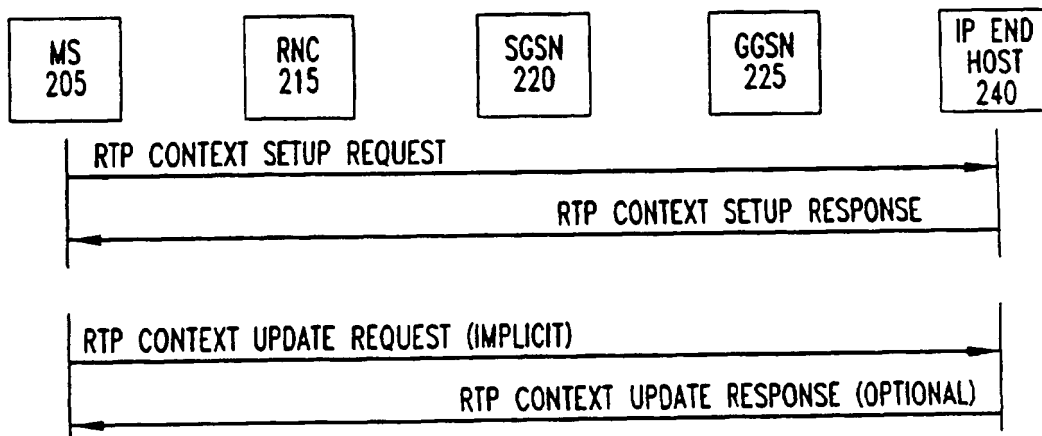 MS
205
RNC
215
SGSN
220
GGSN
225
IP END
HOST
240
RTP CONTEXT SETUP REQUEST
RTP CONTEXT SETUP RESPONSE
RTP CONTEXT UPDATE REQUEST (IMPLICIT)
RTP CONTEXT UPDATE RESPONSE (OPTIONAL)